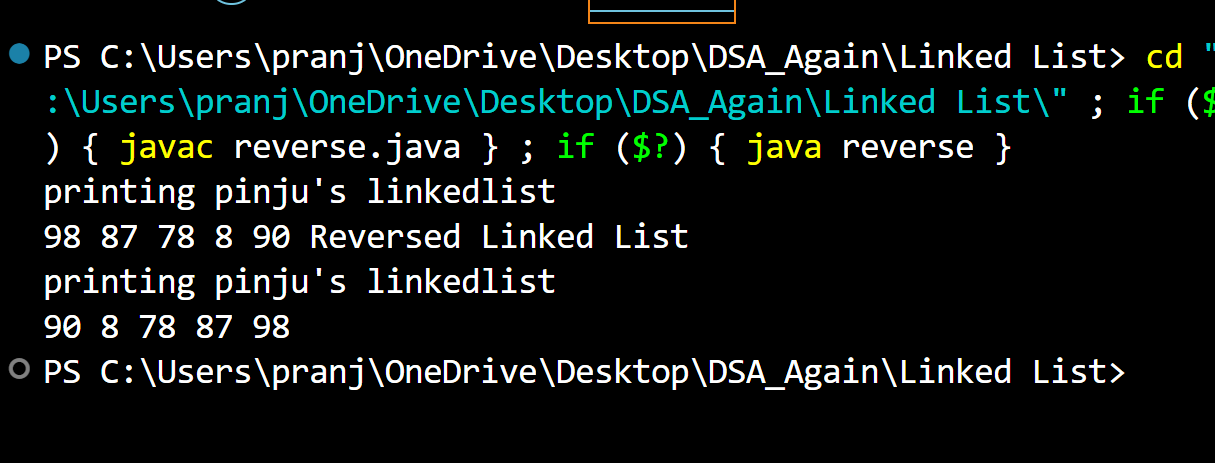 PS C:\Users\pranj\OneDrive\Desktop\DSA_Again\Linked List> cd "
:\Users\pranj\OneDrive\Desktop\DSA_Again\Linked List\" ; if ($
) { javac reverse.java } ; if ($?) { java reverse }
printing pinju's linkedlist
98 87 78 8 90 Reversed Linked List
printing pinju's linkedlist
90 8 78 87 98
PS C:\Users\pranj\OneDrive\Desktop\DSA_Again\Linked List>